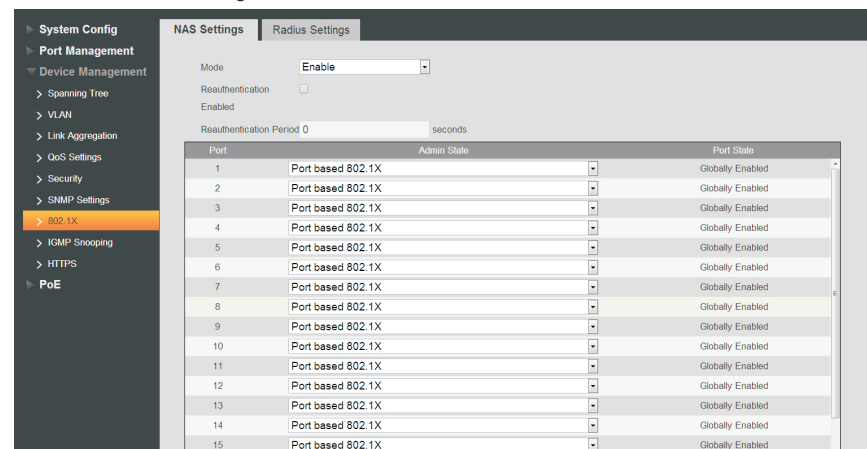 System Config
Port Management
Device Management
Spanning Tree
VLAN
Link Aggregation
QoS Settings
Security
SNMP Settings
802.1X
IGMP Snooping
HTTPS
PoE
NAS Settings Radius Settings
Mode Enable
Reauthentication
Enabled
Reauthentication Period 0 seconds
Port Admin State Port State
1 Port based 802.1X Globally Enabled
2 Port based 802.1X Globally Enabled
3 Port based 802.1X Globally Enabled
4 Port based 802.1X Globally Enabled
5 Port based 802.1X Globally Enabled
6 Port based 802.1X Globally Enabled
7 Port based 802.1X Globally Enabled
8 Port based 802.1X Globally Enabled
9 Port based 802.1X Globally Enabled
10 Port based 802.1X Globally Enabled
11 Port based 802.1X Globally Enabled
12 Port based 802.1X Globally Enabled
13 Port based 802.1X Globally Enabled
14 Port based 802.1X Globally Enabled
15 Port based 802.1X Globally Enabled